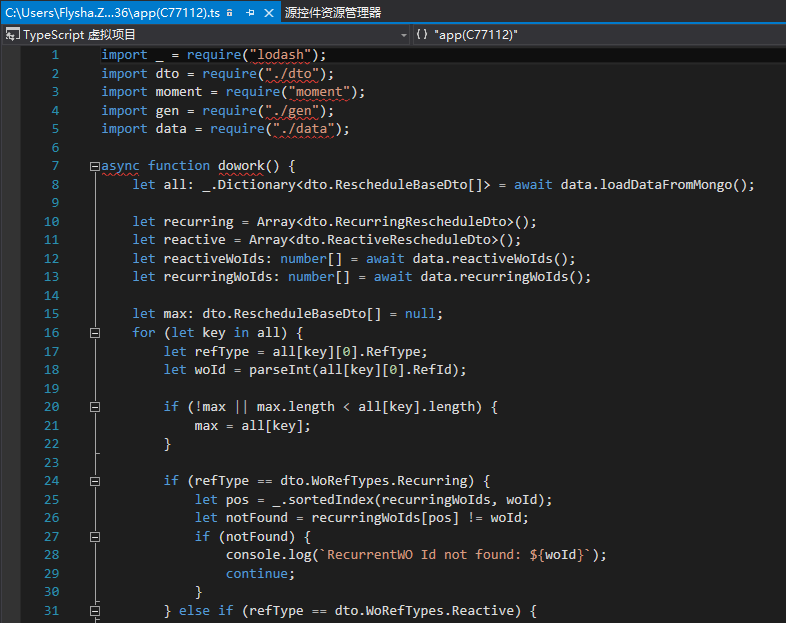 C:\Users\Flysha.Z...36\app(C77112).ts 源控件资源管理器
TypeScript 虚拟项目 {} "app(C77112)"
1 import _ = require("lodash");
2 import dto = require("./dto");
3 import moment = require("moment");
4 import gen = require("./gen");
5 import data = require("./data");
6
7 async function dowork() {
8 let all: _.Dictionary<dto.RescheduleBaseDto[]> = await data.loadDataFromMongo();
9
10 let recurring = Array<dto.RecurringRescheduleDto>();
11 let reactive = Array<dto.ReactiveRescheduleDto>();
12 let reactiveWoIds: number[] = await data.reactiveWoIds();
13 let recurringWoIds: number[] = await data.recurringWoIds();
14
15 let max: dto.RescheduleBaseDto[] = null;
16 for (let key in all) {
17 let refType = all[key][0].RefType;
18 let woId = parseInt(all[key][0].RefId);
19
20 if (!max || max.length < all[key].length) {
21 max = all[key];
22 }
23
24 if (refType == dto.WoRefTypes.Recurring) {
25 let pos = _.sortedIndex(recurringWoIds, woId);
26 let notFound = recurringWoIds[pos] != woId;
27 if (notFound) {
28 console.log(`RecurrentWO Id not found: ${woId}`);
29 continue;
30 }
31 } else if (refType == dto.WoRefTypes.Reactive) {